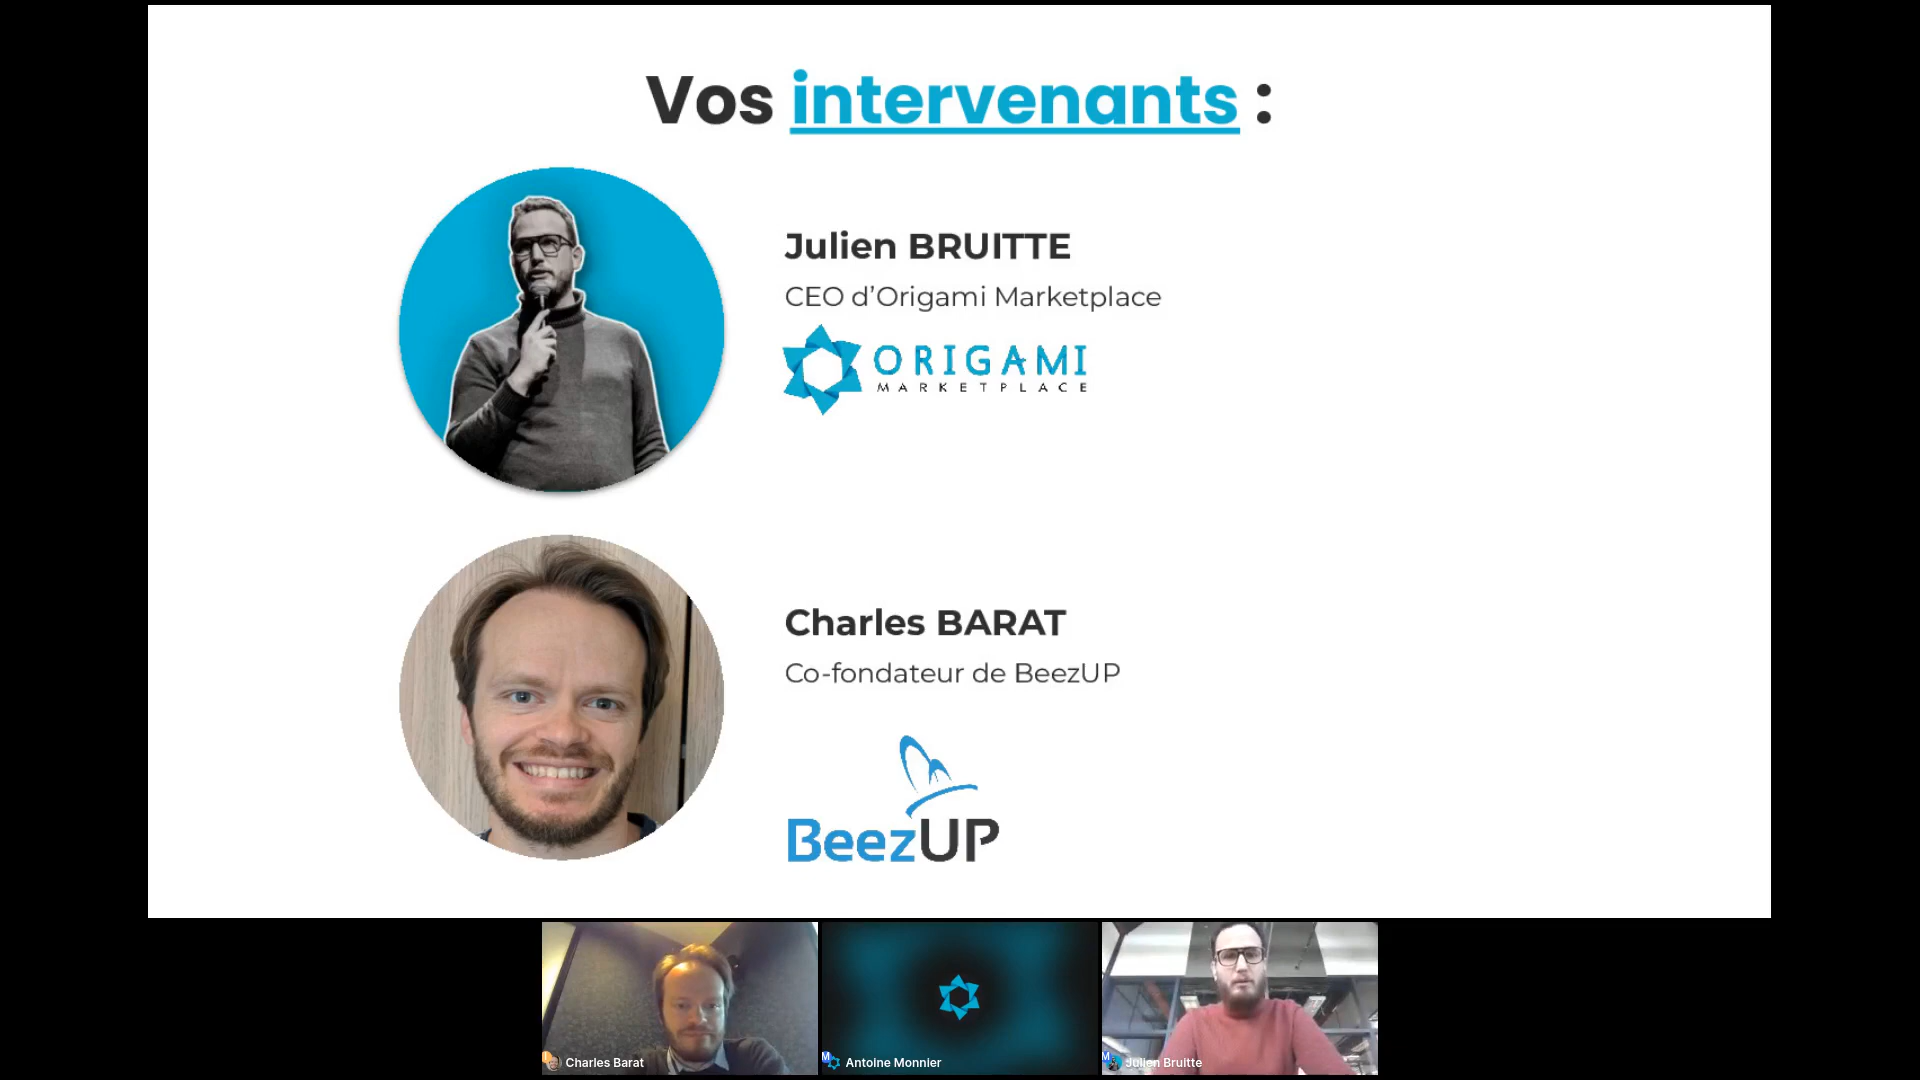 Vos intervenants :
Julien BRUITTE
CEO d’Origami Marketplace
ORIGAMI
MARKETPLACE
Charles BARAT
Co-fondateur de BeezUP
BeezUP
Charles Barat
M
Antoine Monnier
M
Julien Bruitte